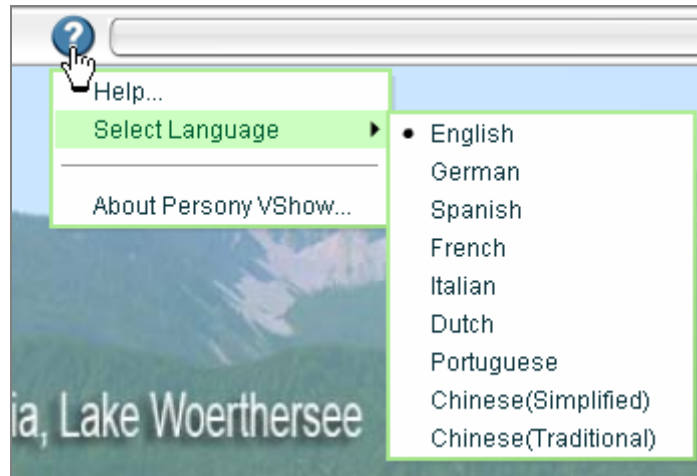 ?
Help...
Select Language
About Persony VShow...
English
German
Spanish
French
Italian
Dutch
Portuguese
Chinese(Simplified)
Chinese(Traditional)
ia, Lake Woerthersee